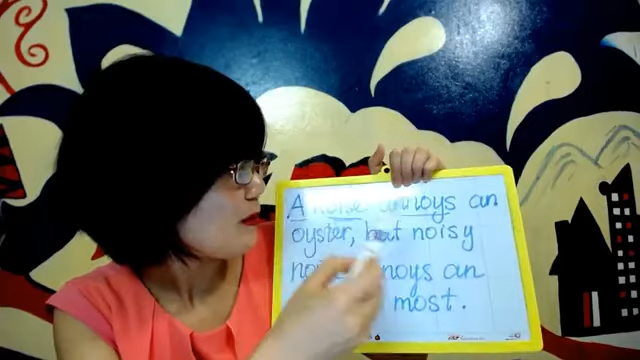 A noise annoys an
oyster, but noisy
an
most.